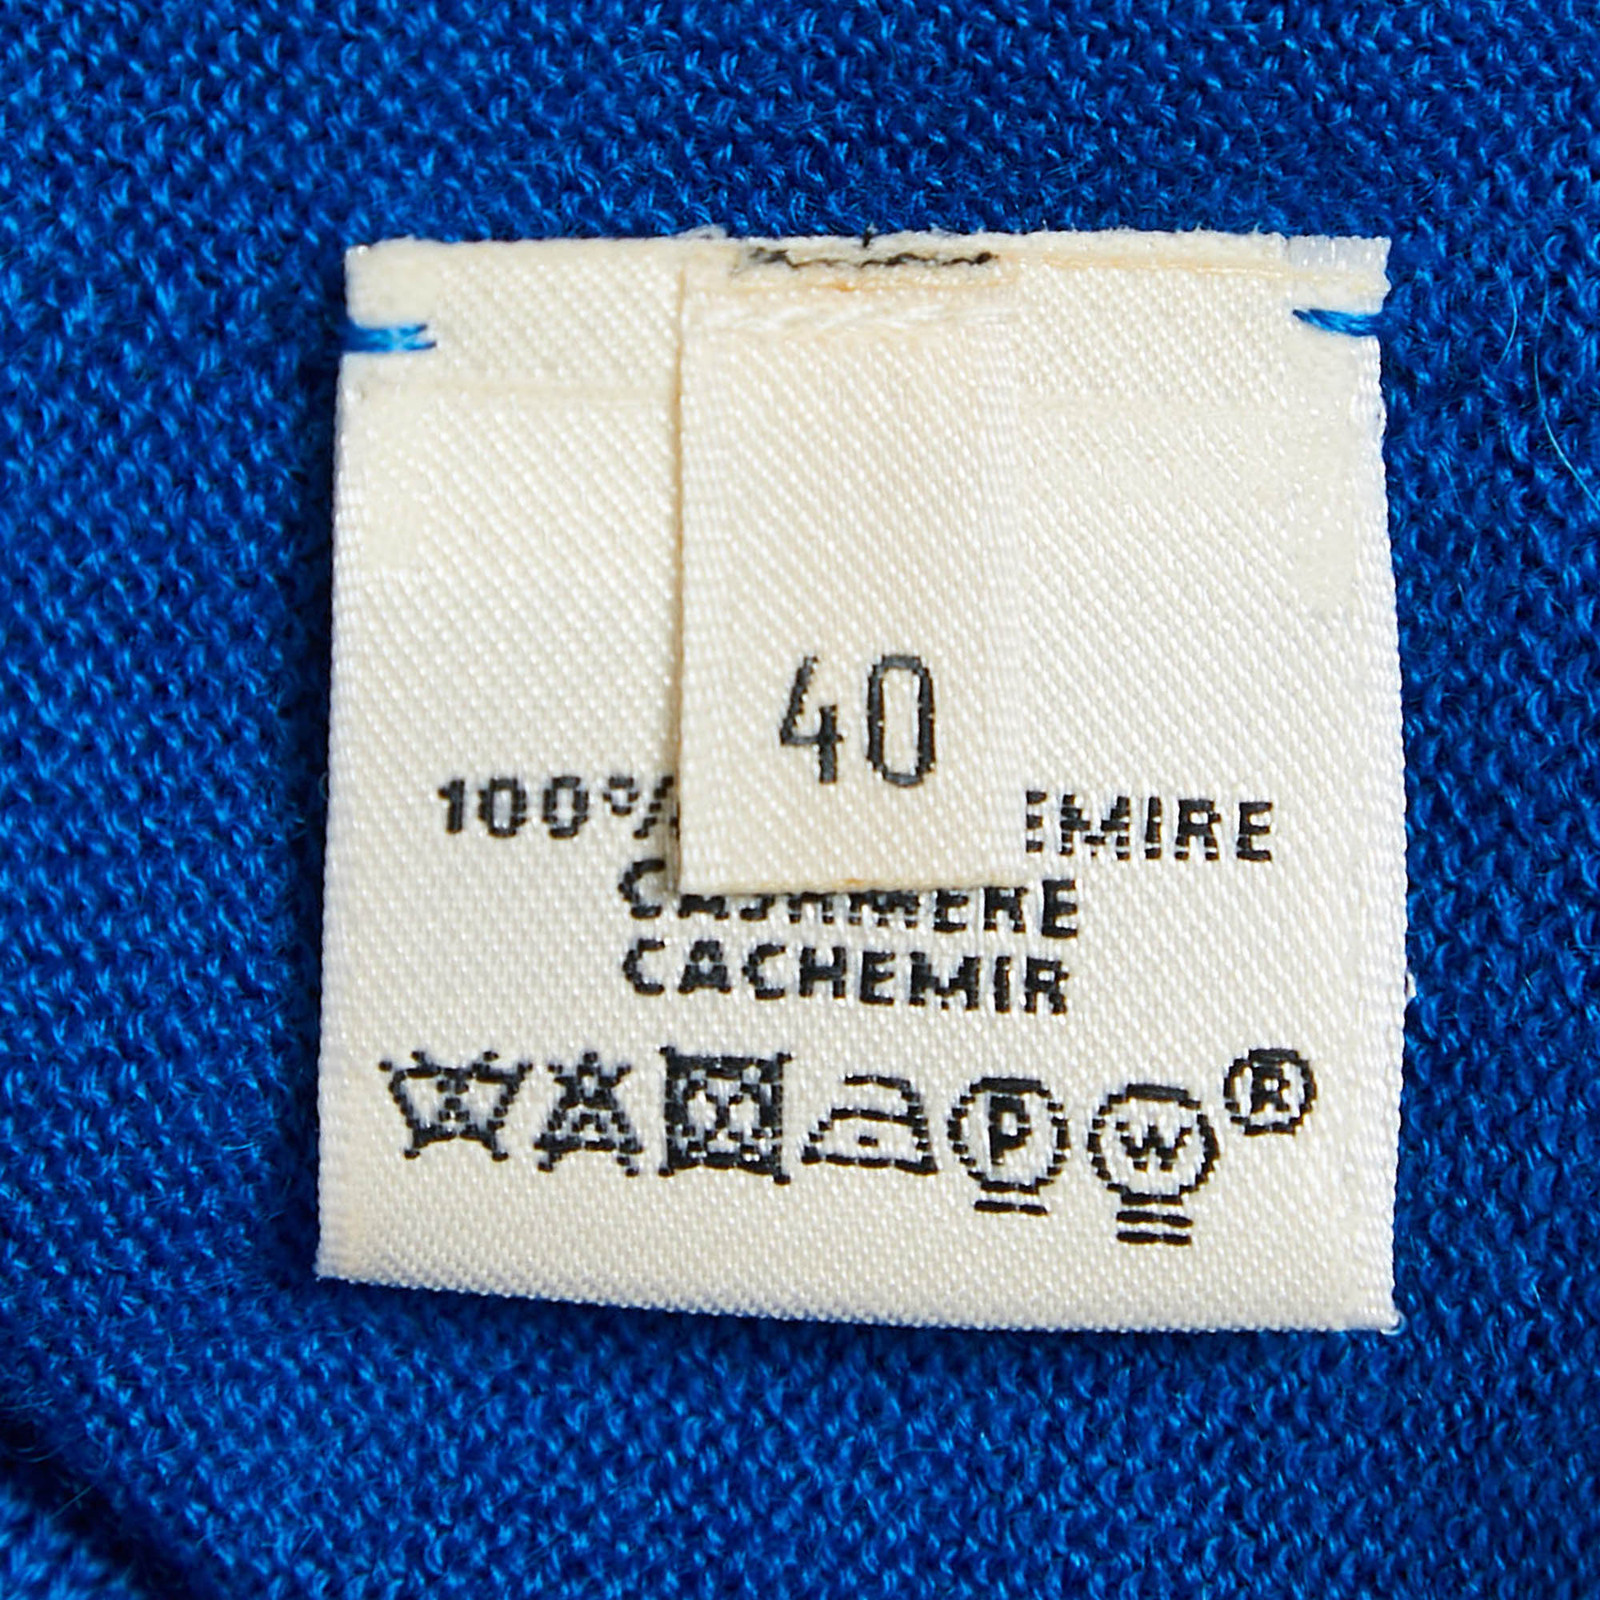 40
100%
EMIRE
CASHMERE
CACHEMIR
P W ®